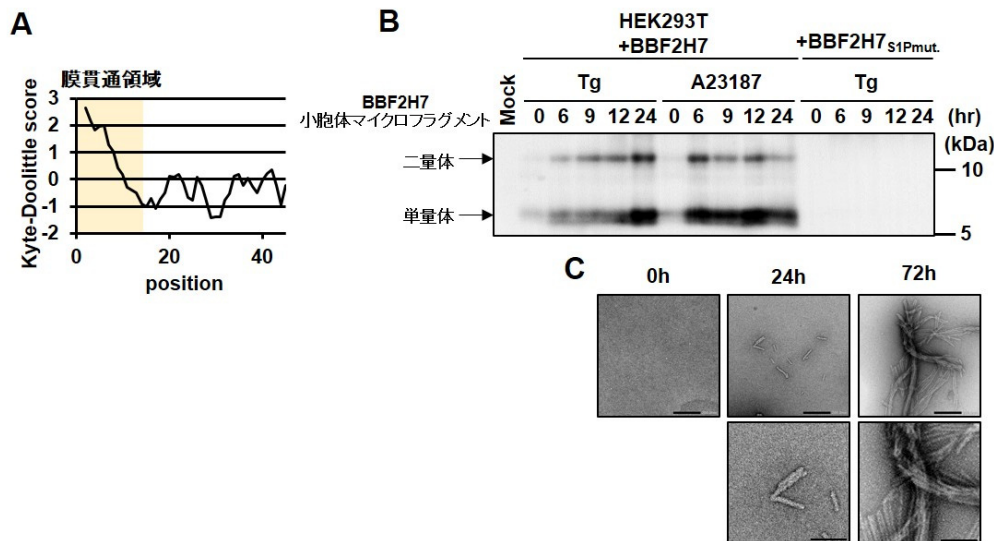 A
膜貫通領域
3
2
1
0
-1
-2
Kyte-Doolittle score
0 20 40
position
B
HEK293T
+BBF2H7
+BBF2H7S1Pmut.
Tg A23187 Tg
Mock 0 6 9 12 24 0 6 9 12 24 0 6 9 12 24 (hr)
(kDa)
BBF2H7
小胞体マイクロフラグメント
二量体
10
単量体
5
C
0h 24h 72h